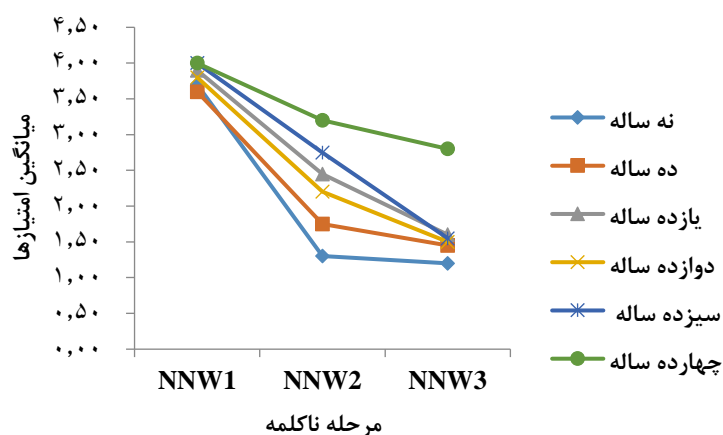 ۴,۵۰
۴,۰۰
۳,۵۰
۳,۰۰
۲,۵۰
۲,۰۰
۱,۵۰
۱,۰۰
۰,۵۰
۰,۰۰
میانگین امتیازها
NNW1 NNW2 NNW3
مرحله ناکلمه
نه ساله
ده ساله
یازده ساله
دوازده ساله
سیزده ساله
چهارده ساله